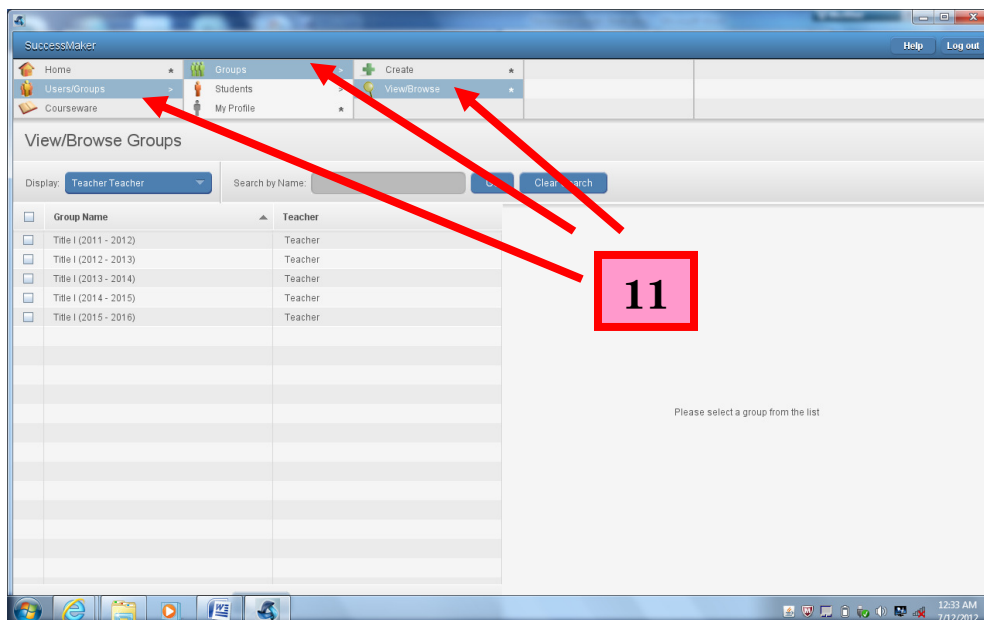 SuccessMaker Help Log out
Home Groups > Create
Users/Groups > Students > View/Browse
Courseware My Profile
View/Browse Groups
Display: Teacher Teacher Search by Name: Clear
Group Name Teacher
Title I (2011 - 2012) Teacher
Title I (2012 - 2013) Teacher
Title I (2013 - 2014) Teacher
Title I (2014 - 2015) Teacher
Title I (2015 - 2016) Teacher
11
Please select a group from the list
12:33 AM
7/12/2012